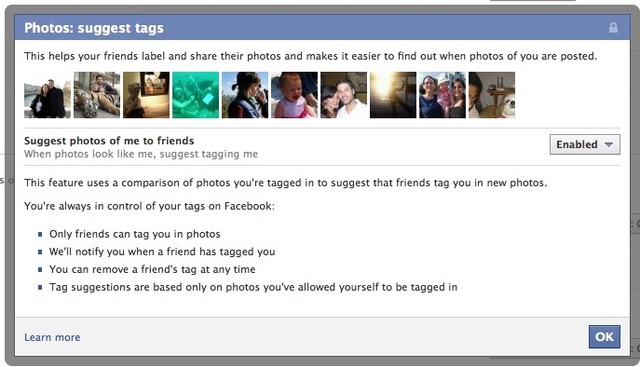 Photos: suggest tags
This helps your friends label and share their photos and makes it easier to find out when photos of you are posted.
Suggest photos of me to friends
When photos look like me, suggest tagging me
Enabled
This feature uses a comparison of photos you're tagged in to suggest that friends tag you in new photos.
You're always in control of your tags on Facebook:
Only friends can tag you in photos
We'll notify you when a friend has tagged you
You can remove a friend's tag at any time
Tag suggestions are based only on photos you've allowed yourself to be tagged in
Learn more
OK